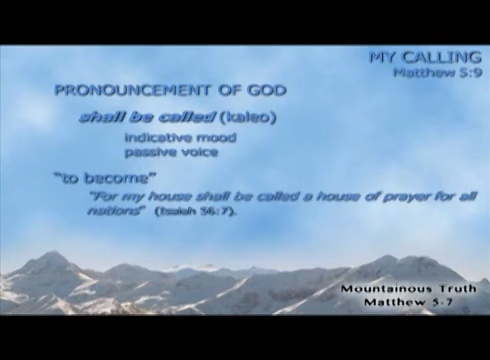 MY CALLING
Matthew 5:9
PRONOUNCEMENT OF GOD
shall be called (kaleo)
indicative mood
passive voice
"to become"
"For my house shall be called a house of prayer for all
nations" (Isaiah 56:7).
Mountainous Truth
Matthew 5-7